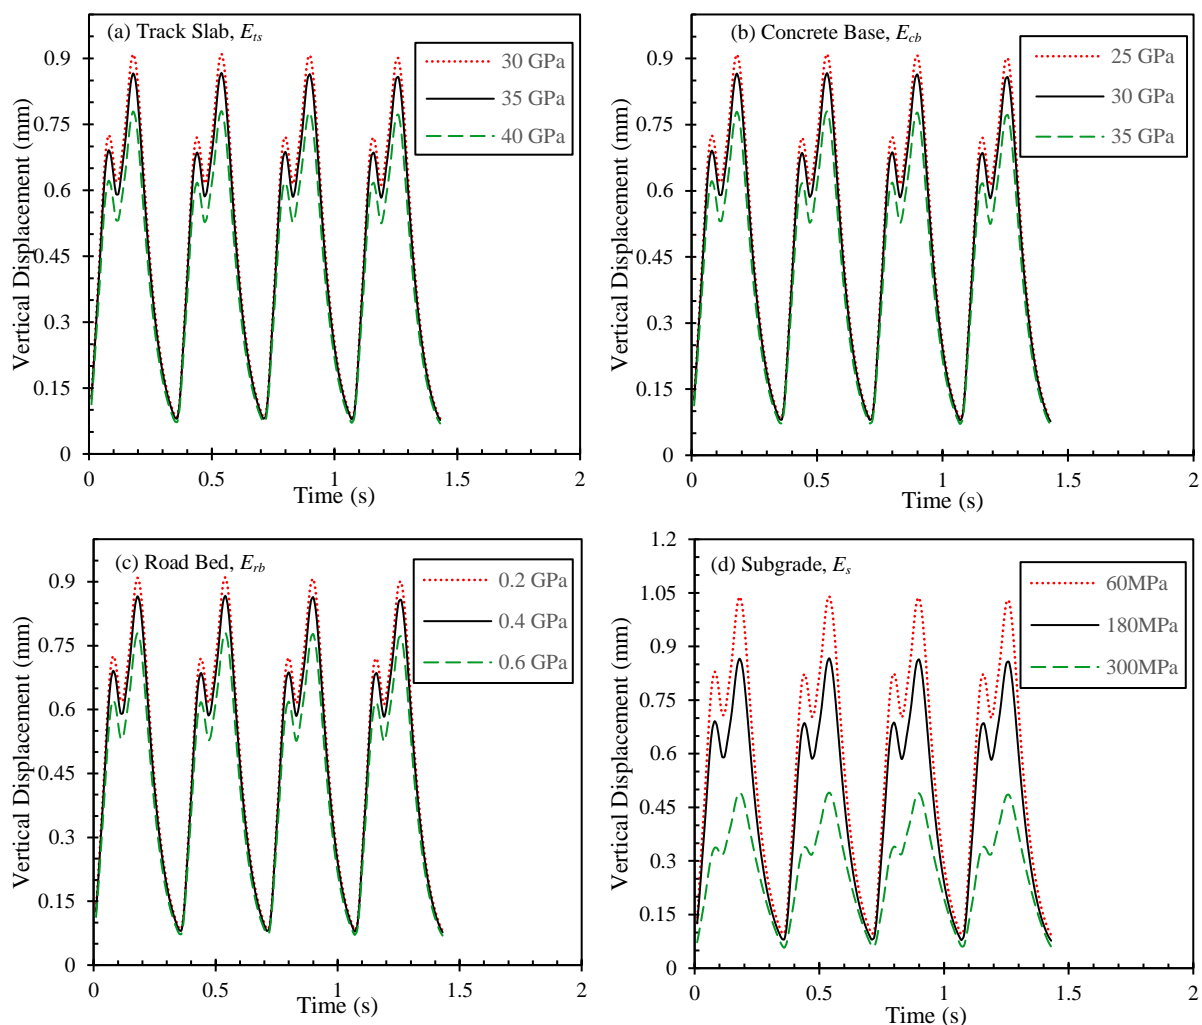 (a) Track Slab, Ets
30 GPa
35 GPa
40 GPa
Vertical Displacement (mm)
0.9
0.75
0.6
0.45
0.3
0.15
0
0 0.5 1 1.5 2
Time (s)
(b) Concrete Base, Ecb
25 GPa
30 GPa
35 GPa
Vertical Displacement (mm)
0.9
0.75
0.6
0.45
0.3
0.15
0
0 0.5 1 1.5 2
Time (s)
(c) Road Bed, Erb
0.2 GPa
0.4 GPa
0.6 GPa
Vertical Displacement (mm)
0.9
0.75
0.6
0.45
0.3
0.15
0
0 0.5 1 1.5 2
Time (s)
(d) Subgrade, Es
60MPa
180MPa
300MPa
Vertical Displacement (mm)
1.2
1.05
0.9
0.75
0.6
0.45
0.3
0.15
0
0 0.5 1 1.5 2
Time (s)